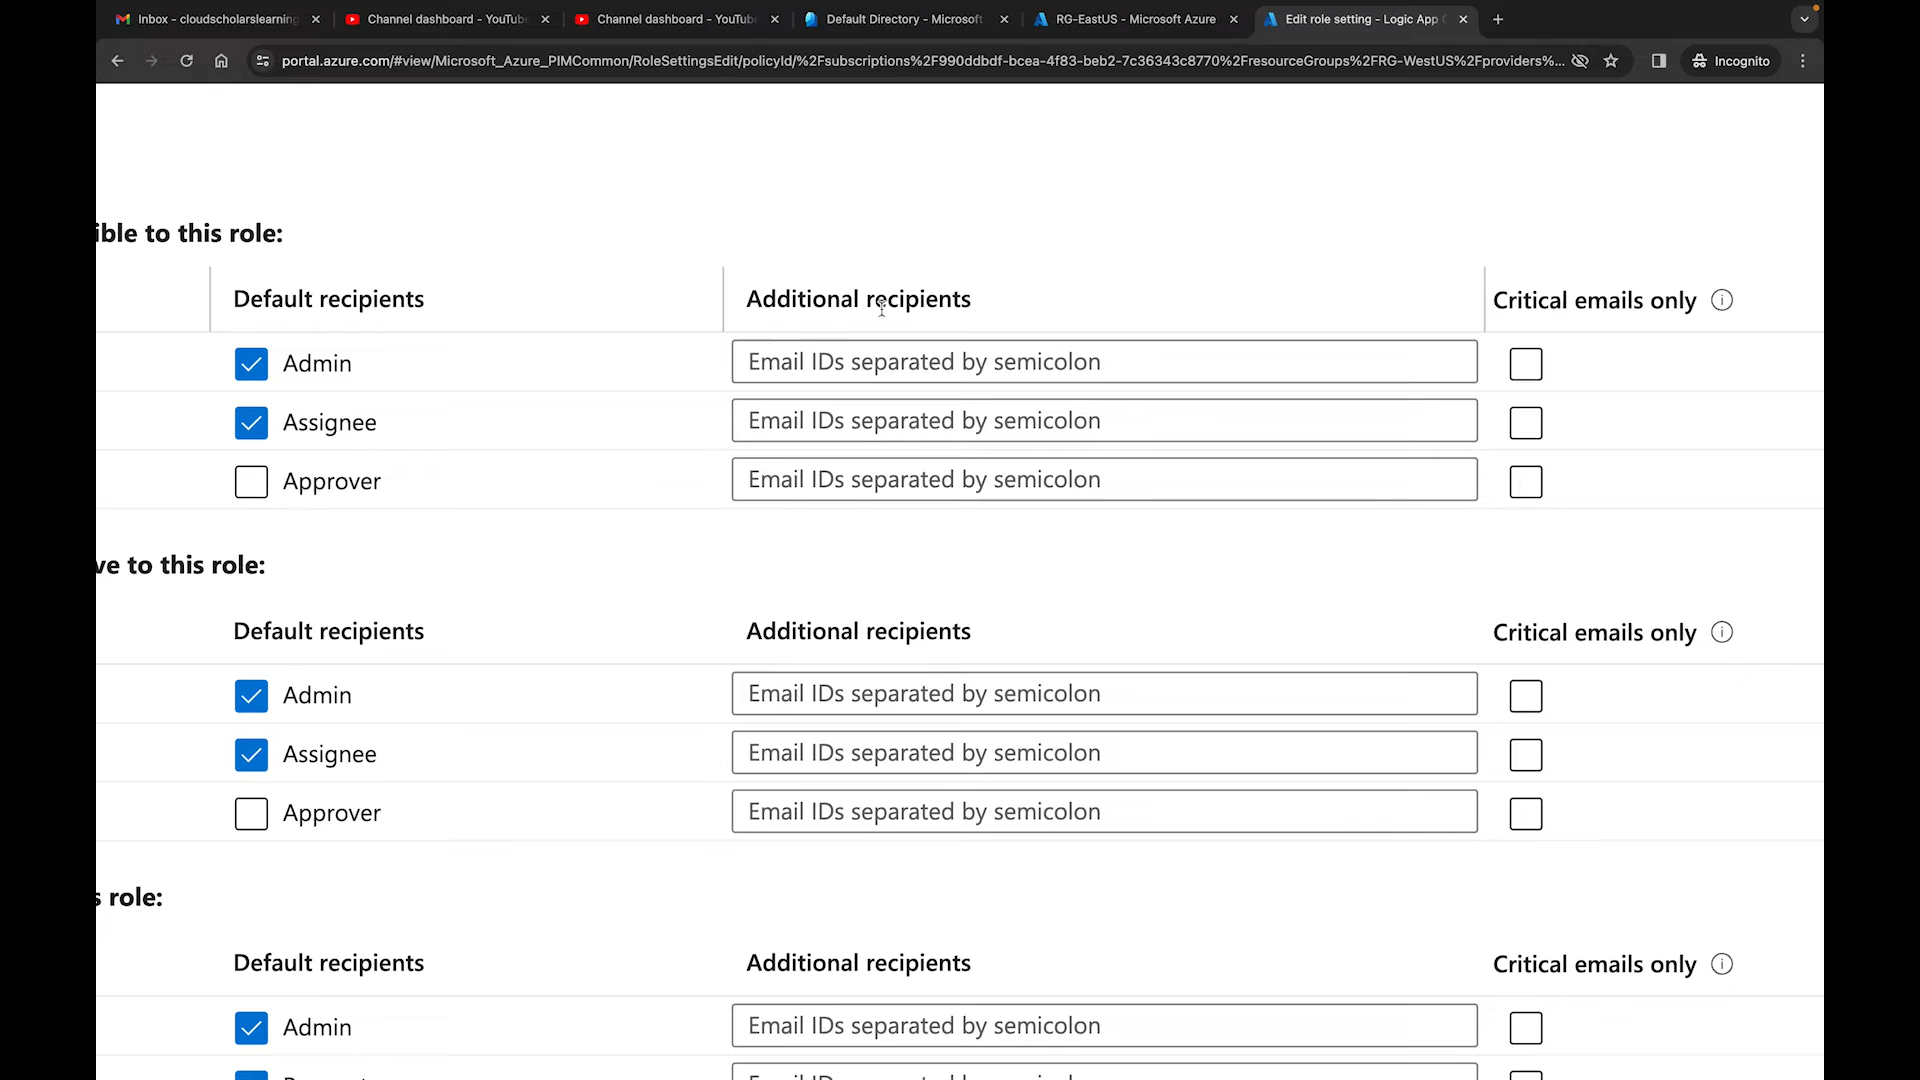 Inbox - cloudscholarslearning
Channel dashboard - YouTube
Channel dashboard - YouTube
Default Directory - Microsoft
RG-EastUS - Microsoft Azure
Edit role setting - Logic App
portal.azure.com/#view/Microsoft_Azure_PIMCommon/RoleSettingsEdit/policyId/%2Fsubscriptions%2F990ddbdf-bcea-4f83-beb2-7c36343c8770%2FresourceGroups%2FRG-WestUS%2Fproviders%...
Incognito
ible to this role:
Default recipients Additional recipients Critical emails only
Admin Email IDs separated by semicolon
Assignee Email IDs separated by semicolon
Approver Email IDs separated by semicolon
ve to this role:
Default recipients Additional recipients Critical emails only
Admin Email IDs separated by semicolon
Assignee Email IDs separated by semicolon
Approver Email IDs separated by semicolon
s role:
Default recipients Additional recipients Critical emails only
Admin Email IDs separated by semicolon